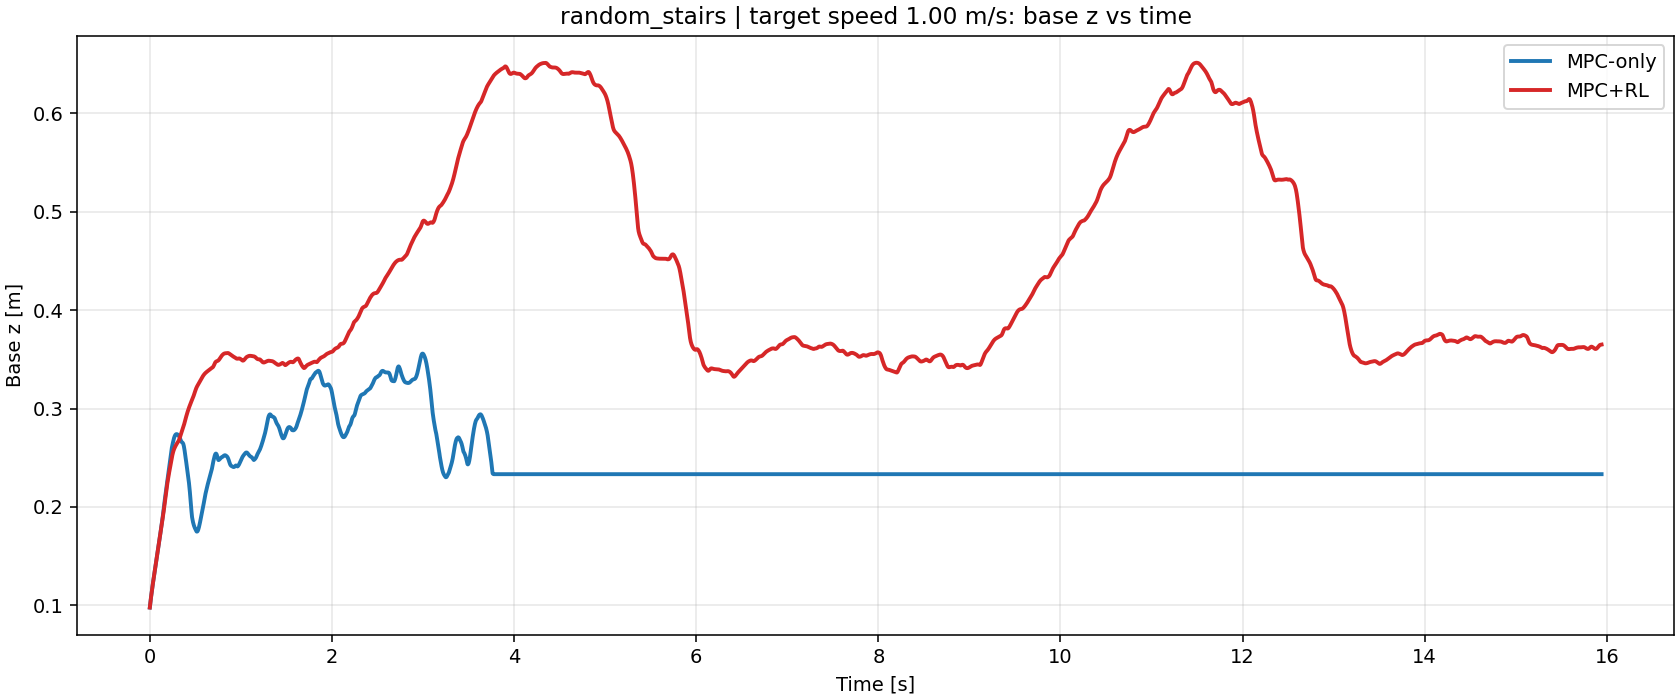 random_stairs | target speed 1.00 m/s: base z vs time
MPC-only
MPC+RL
Base z [m]
0.6
0.5
0.4
0.3
0.2
0.1
0 2 4 6 8 10 12 14 16
Time [s]